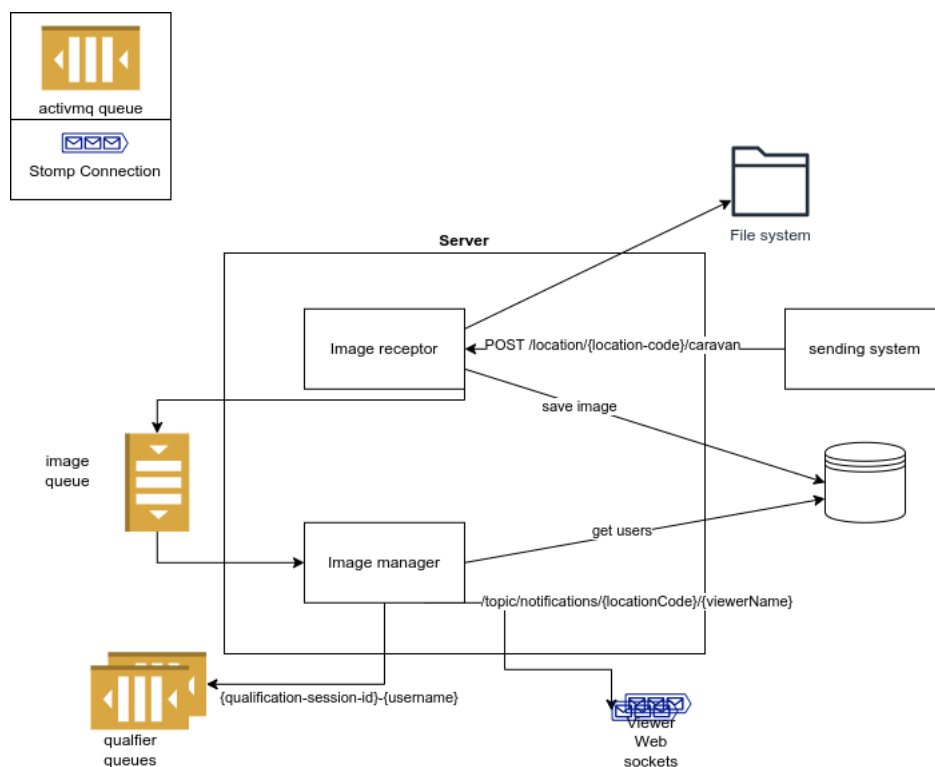 activmq queue
Stomp Connection
File system
Server
Image receptor
POST /location/{location-code}/caravan
sending system
save image
image
queue
get users
Image manager
/topic/notifications/{locationCode}/{viewerName}
{qualification-session-id}-{username}
qualfier
queues
Viewer
Web
sockets